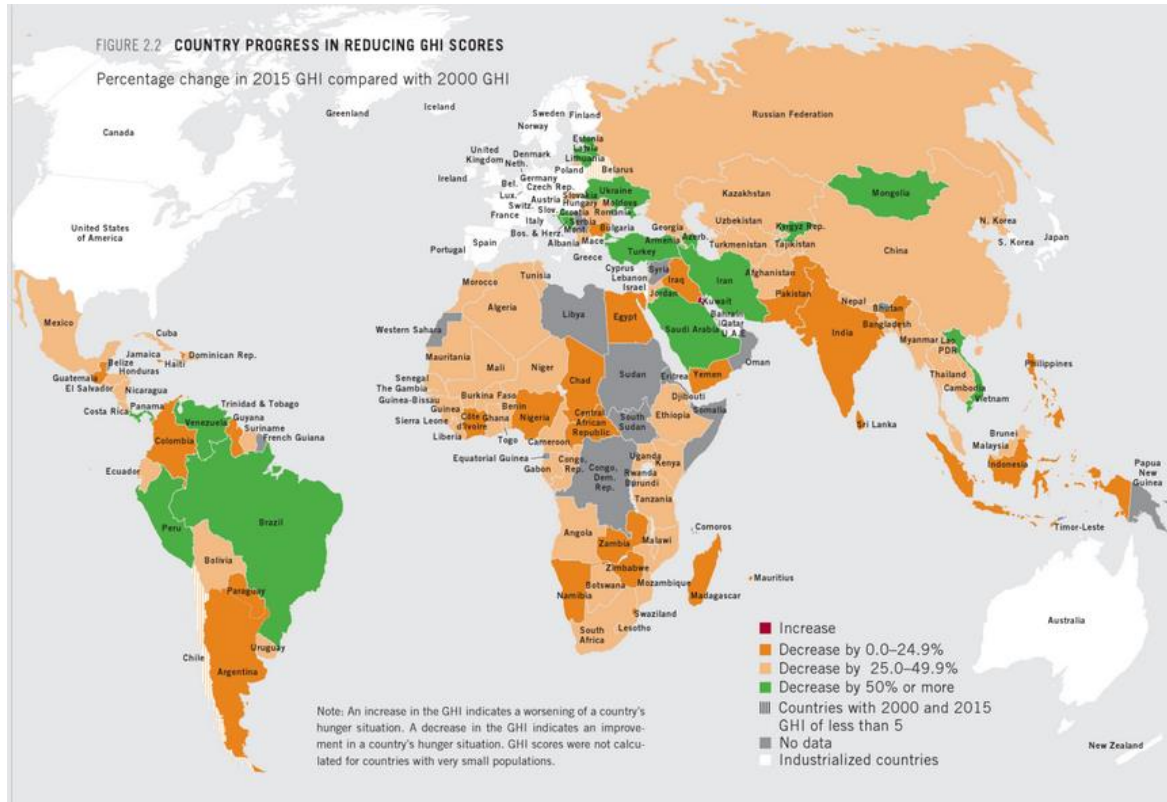 FIGURE 2.2 COUNTRY PROGRESS IN REDUCING GHI SCORES
Percentage change in 2015 GHI compared with 2000 GHI
Greenland
Iceland
Sweden
Finland
Norway
Russian Federation
Canada
Estonia
Latvia
Lithuania
United
Kingdom
Denmark
Neth.
Poland
Belarus
Ireland
Germany
Bel.
Czech Rep.
Lux.
Slovakia
Ukraine
Kazakhstan
Mongolia
Austria
Hungary
Moldova
Switz.
Slov.
Croatia
Romania
France
Serbia
Italy
Mont.
Bulgaria
Bos. & Herz.
Albania
Mace
Greece
Portugal
Spain
United States
of America
Georgia
Armenia
Azerb.
Turkey
Uzbekistan
Turkmenistan
Kyrgyz Rep.
Tajikistan
N. Korea
S. Korea
Japan
China
Cyprus
Lebanon
Israel
Syria
Iraq
Iran
Afghanistan
Jordan
Kuwait
Pakistan
Nepal
Bhutan
Bahrain
Qatar
U.A.E
Saudi Arabia
Oman
Yemen
India
Bangladesh
Myanmar
Lao
PDR
Thailand
Cambodia
Vietnam
Philippines
Sri Lanka
Brunei
Malaysia
Indonesia
Papua
New
Guinea
Timor-Leste
Tunisia
Morocco
Algeria
Libya
Egypt
Western Sahara
Mauritania
Mali
Niger
Chad
Sudan
Eritrea
Djibouti
Somalia
Senegal
The Gambia
Guinea-Bissau
Guinea
Sierra Leone
Liberia
Burkina Faso
Benin
Côte
d'Ivoire
Ghana
Togo
Nigeria
Central
African
Republic
South
Sudan
Ethiopia
Cameroon
Equatorial Guinea
Gabon
Congo,
Rep.
Congo,
Dem.
Rep.
Uganda
Kenya
Rwanda
Burundi
Tanzania
Comoros
Angola
Zambia
Malawi
Zimbabwe
Mozambique
Mauritius
Madagascar
Namibia
Botswana
Swaziland
Lesotho
South
Africa
Mexico
Cuba
Jamaica
Belize
Haiti
Dominican Rep.
Honduras
Guatemala
El Salvador
Nicaragua
Trinidad & Tobago
Costa Rica
Panama
Venezuela
Guyana
Suriname
French Guiana
Colombia
Ecuador
Peru
Brazil
Bolivia
Paraguay
Chile
Uruguay
Argentina
Australia
New Zealand
Increase
Decrease by 0.0–24.9%
Decrease by 25.0–49.9%
Decrease by 50% or more
Countries with 2000 and 2015
GHI of less than 5
No data
Industrialized countries
Note: An increase in the GHI indicates a worsening of a country's
hunger situation. A decrease in the GHI indicates an improve-
ment in a country's hunger situation. GHI scores were not calcu-
lated for countries with very small populations.